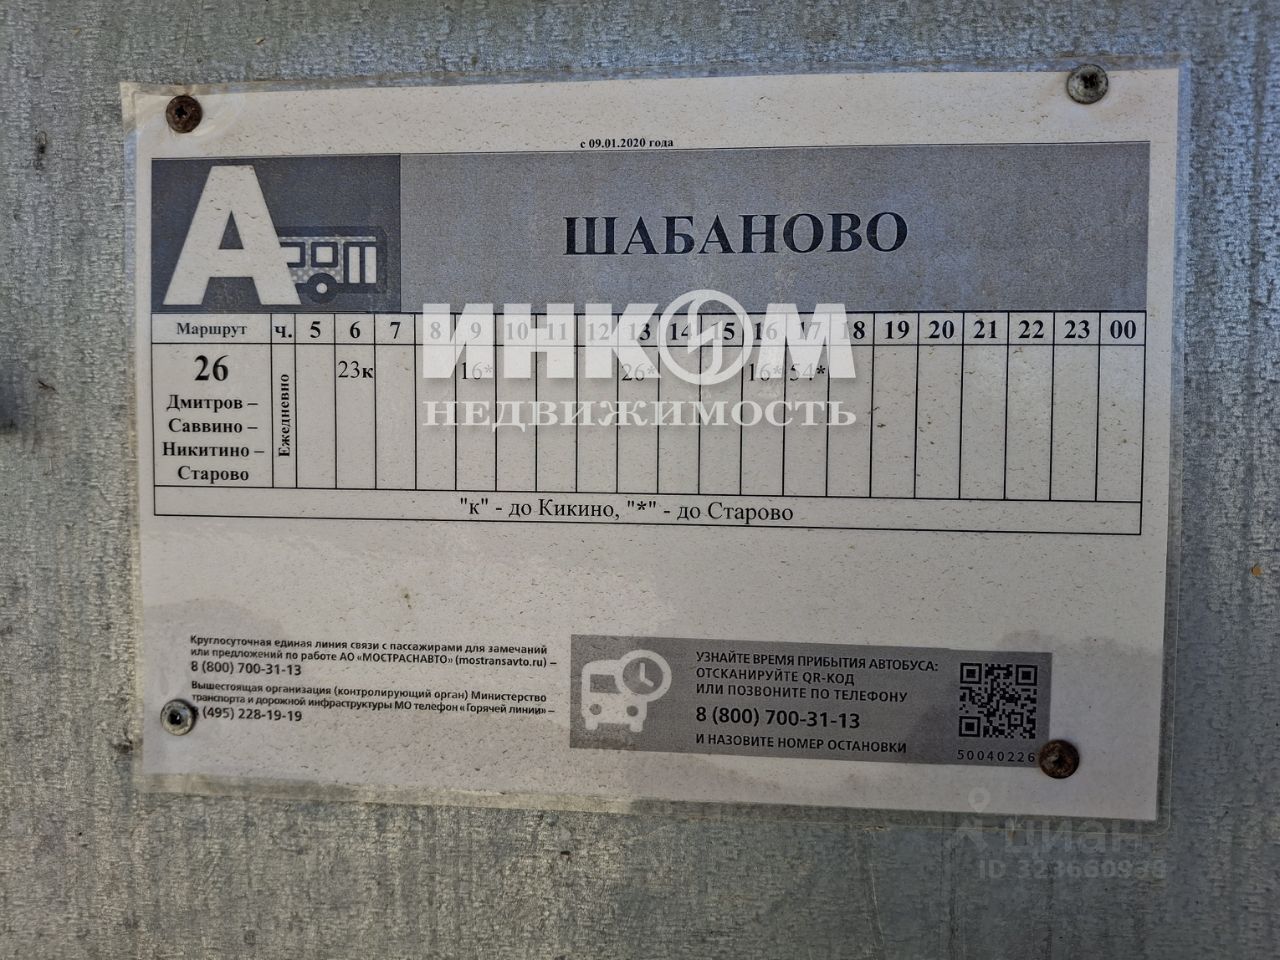 с 09.01.2020 года
А
ШАБАНОВО
ИНКОМ
НЕДВИЖИМОСТЬ
Маршрут ч. 5 6 7 8 9 10 11 12 13 14 15 16 17 18 19 20 21 22 23 00
26 Ежедневно 23к 16* 26* 16* 54*
Дмитров –
Саввино –
Никитино –
Старово
"к" - до Кикино, "*" - до Старово
Круглосуточная единая линия связи с пассажирами для замечаний
или предложений по работе АО «МОСТРАСНАВТО» (mostransavto.ru) –
8 (800) 700-31-13
Вышестоящая организация (контролирующий орган) Министерство
транспорта и дорожной инфраструктуры МО телефон «Горячей линии» –
8 (495) 228-19-19
УЗНАЙТЕ ВРЕМЯ ПРИБЫТИЯ АВТОБУСА:
ОТСКАНИРУЙТЕ QR-КОД
ИЛИ ПОЗВОНИТЕ ПО ТЕЛЕФОНУ
8 (800) 700-31-13
И НАЗОВИТЕ НОМЕР ОСТАНОВКИ
50040226
циан